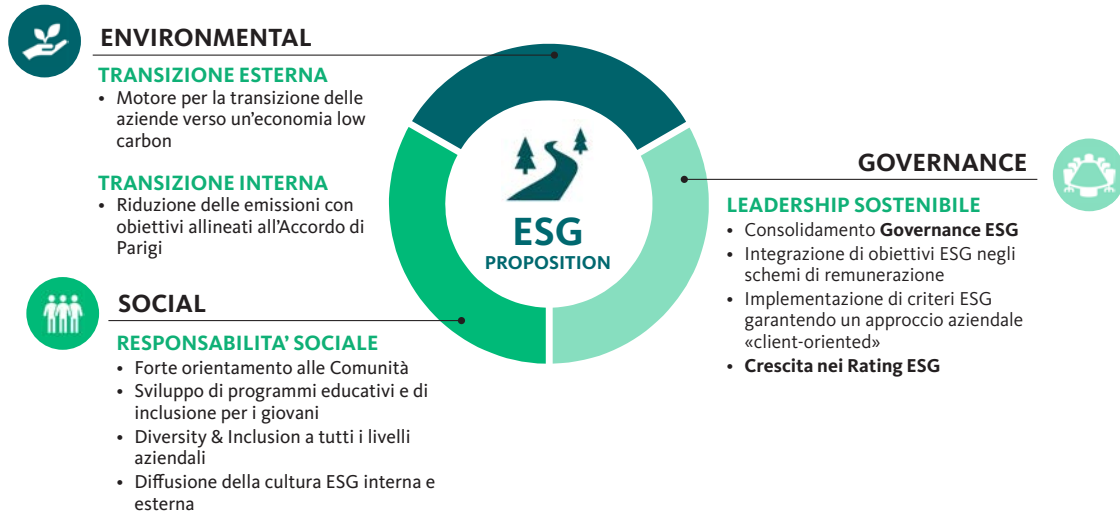 ENVIRONMENTAL
TRANSIZIONE ESTERNA
• Motore per la transizione delle
aziende verso un’economia low
carbon
TRANSIZIONE INTERNA
• Riduzione delle emissioni con
obiettivi allineati all’Accordo di
Parigi
SOCIAL
RESPONSABILITA’ SOCIALE
• Forte orientamento alle Comunità
• Sviluppo di programmi educativi e di
inclusione per i giovani
• Diversity & Inclusion a tutti i livelli
aziendali
• Diffusione della cultura ESG interna e
esterna
ESG
PROPOSITION
GOVERNANCE
LEADERSHIP SOSTENIBILE
• Consolidamento Governance ESG
• Integrazione di obiettivi ESG negli
schemi di remunerazione
• Implementazione di criteri ESG
garantendo un approccio aziendale
«client-oriented»
• Crescita nei Rating ESG